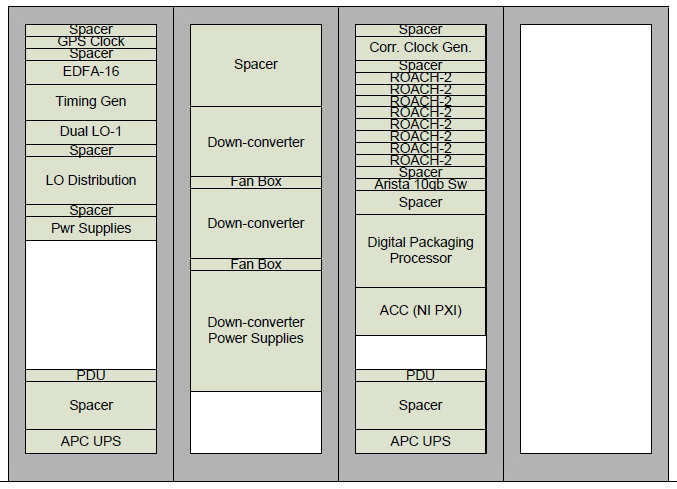 Spacer
GPS Clock
Spacer
EDFA-16
Timing Gen
Dual LO-1
Spacer
LO Distribution
Spacer
Pwr Supplies
PDU
Spacer
APC UPS
Spacer
Down-converter
Fan Box
Down-converter
Fan Box
Down-converter
Power Supplies
Spacer
Corr. Clock Gen.
Spacer
ROACH-2
ROACH-2
ROACH-2
ROACH-2
ROACH-2
ROACH-2
ROACH-2
ROACH-2
Spacer
Arista 10gb Sw
Spacer
Digital Packaging
Processor
ACC (NI PXI)
PDU
Spacer
APC UPS